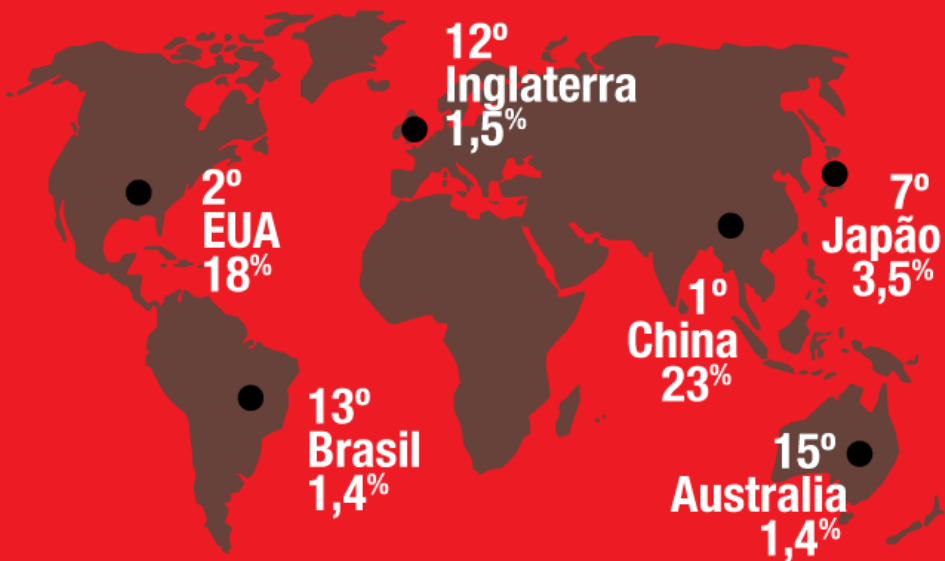 12º
Inglaterra
1,5%
2º
EUA
18%
7º
Japão
3,5%
1º
China
23%
13º
Brasil
1,4%
15º
Australia
1,4%